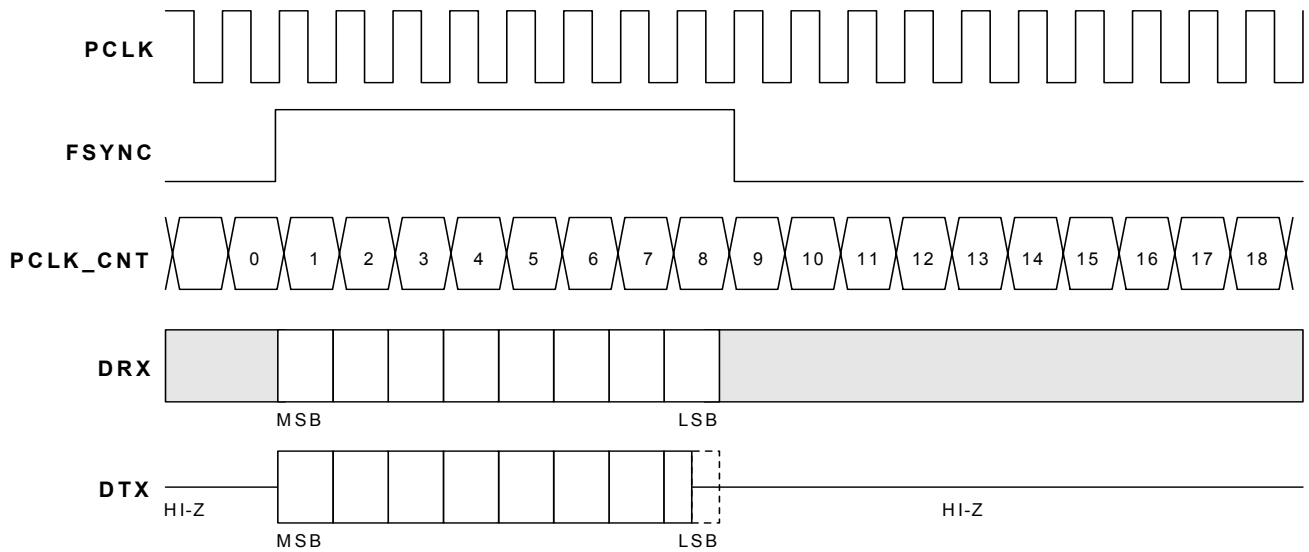 PCLK
FSYNC
PCLK_CNT 0 1 2 3 4 5 6 7 8 9 10 11 12 13 14 15 16 17 18
DRX
MSB LSB
DTX
HI-Z HI-Z
MSB LSB